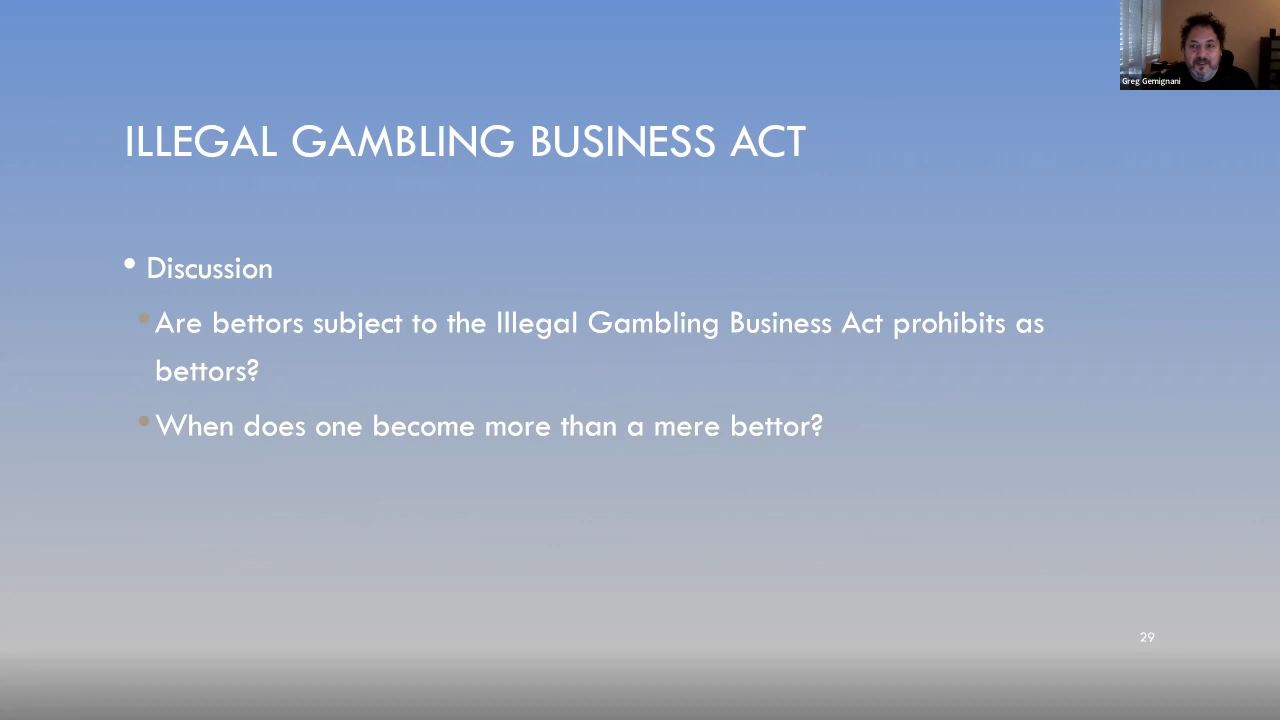 Greg Gemignani
ILLEGAL GAMBLING BUSINESS ACT
• Discussion
• Are bettors subject to the Illegal Gambling Business Act prohibits as
bettors?
• When does one become more than a mere bettor?
29